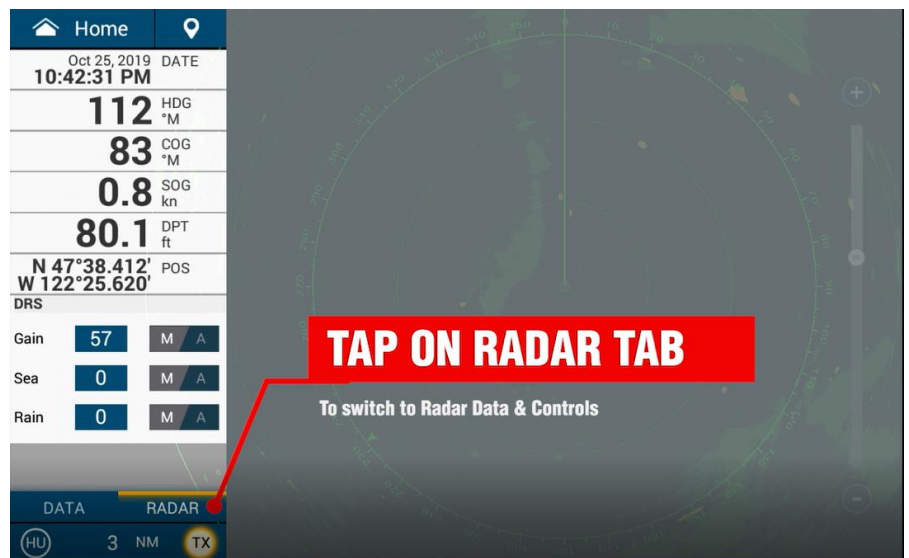 Home
Oct 25, 2019 DATE
10:42:31 PM
112 HDG
°M
83 COG
°M
0.8 SOG
kn
80.1 DPT
ft
N 47°38.412' POS
W 122°25.620'
DRS
Gain 57 M A
Sea 0 M A
Rain 0 M A
TAP ON RADAR TAB
To switch to Radar Data & Controls
DATA RADAR
HU 3 NM TX
+
-